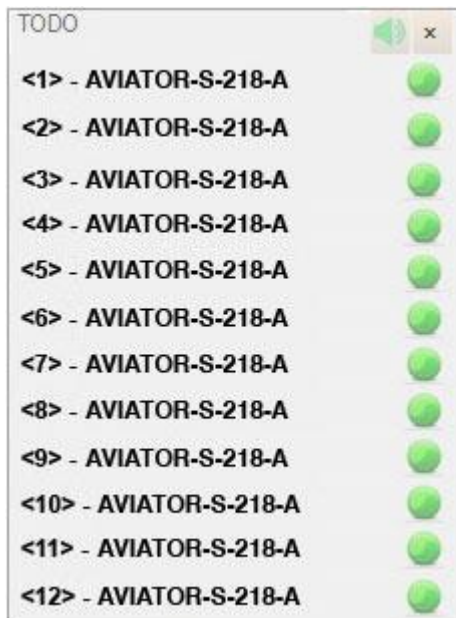 TODO ×
<1> - AVIATOR-S-218-A
<2> - AVIATOR-S-218-A
<3> - AVIATOR-S-218-A
<4> - AVIATOR-S-218-A
<5> - AVIATOR-S-218-A
<6> - AVIATOR-S-218-A
<7> - AVIATOR-S-218-A
<8> - AVIATOR-S-218-A
<9> - AVIATOR-S-218-A
<10> - AVIATOR-S-218-A
<11> - AVIATOR-S-218-A
<12> - AVIATOR-S-218-A